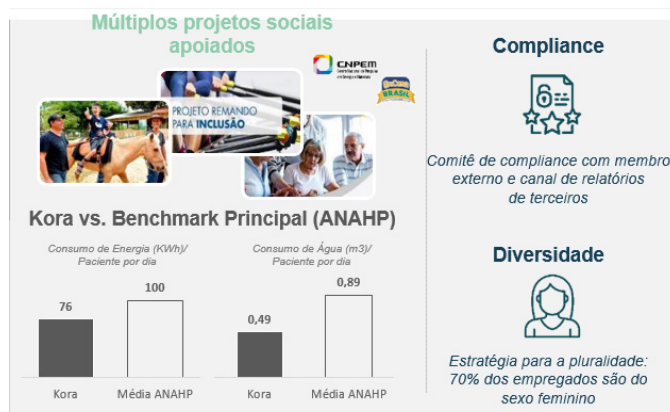 Múltiplos projetos sociais
apoiados
CNPEM
PROJETO REMANDO
PARA INCLUSÃO
BRASIL
Kora vs. Benchmark Principal (ANAHP)
Consumo de Energia (KWh)/
Paciente por dia
76
100
Kora
Média ANAHP
Consumo de Água (m3)/
Paciente por dia
0,49
0,89
Kora
Média ANAHP
Compliance
Comitê de compliance com membro
externo e canal de relatórios
de terceiros
Diversidade
Estratégia para a pluralidade:
70% dos empregados são do
sexo feminino